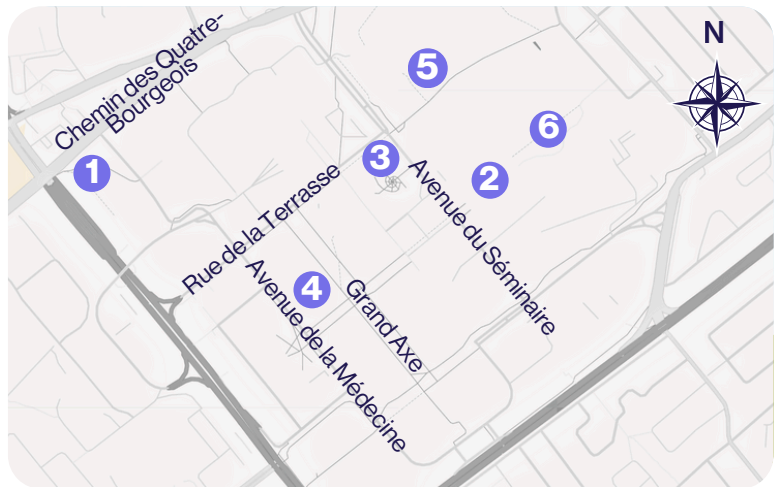 N
Chemin des Quatre-
Bourgeois
5
6
1
3
2
Rue de la Terrasse
Avenue du Séminaire
4
Avenue de la Médecine
Grand Axe